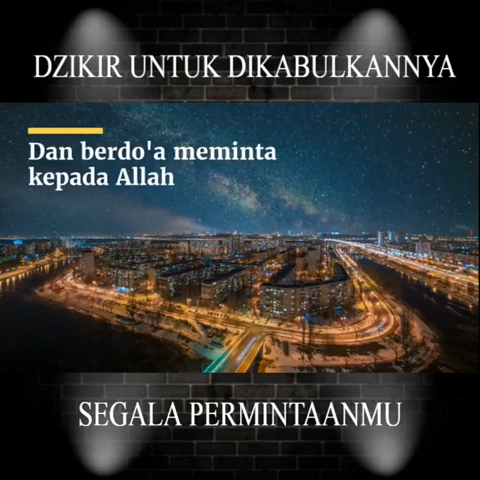 DZIKIR UNTUK DIKABULKANNYA
Dan berdo'a meminta
kepada Allah
SEGALA PERMINTAANMU